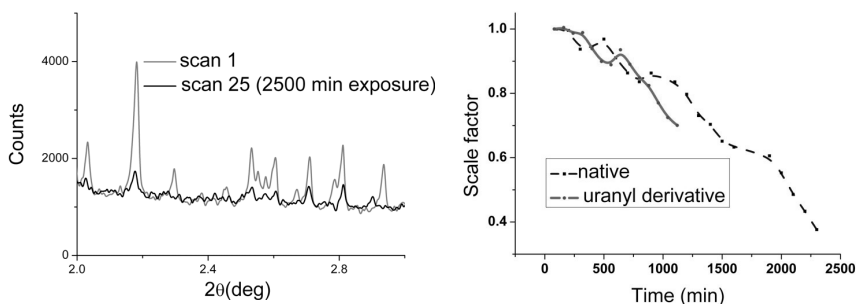 4000
2000
0
Counts
scan 1
scan 25 (2500 min exposure)
2.0
2.4
2.8
2θ(deg)
1.0
0.8
0.6
0.4
Scale factor
native
uranyl derivative
0
500
1000
1500
2000
2500
Time (min)